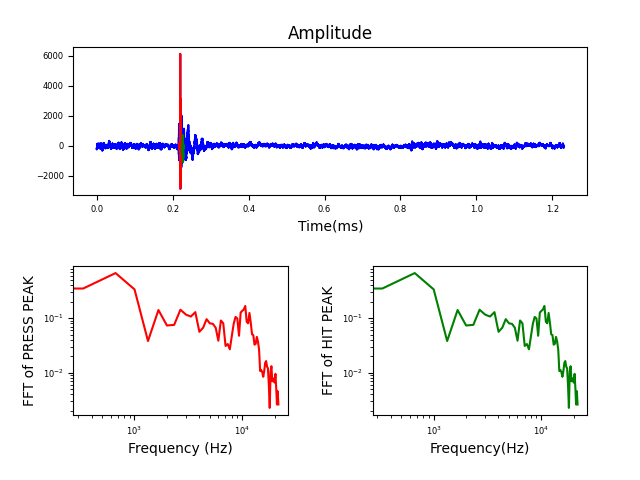 Amplitude
6000
4000
2000
0
−2000
0.0 0.2 0.4 0.6 0.8 1.0 1.2
Time(ms)
FFT of PRESS PEAK
10⁻¹
10⁻²
10³ 10⁴
Frequency (Hz)
FFT of HIT PEAK
10⁻¹
10⁻²
10³ 10⁴
Frequency(Hz)